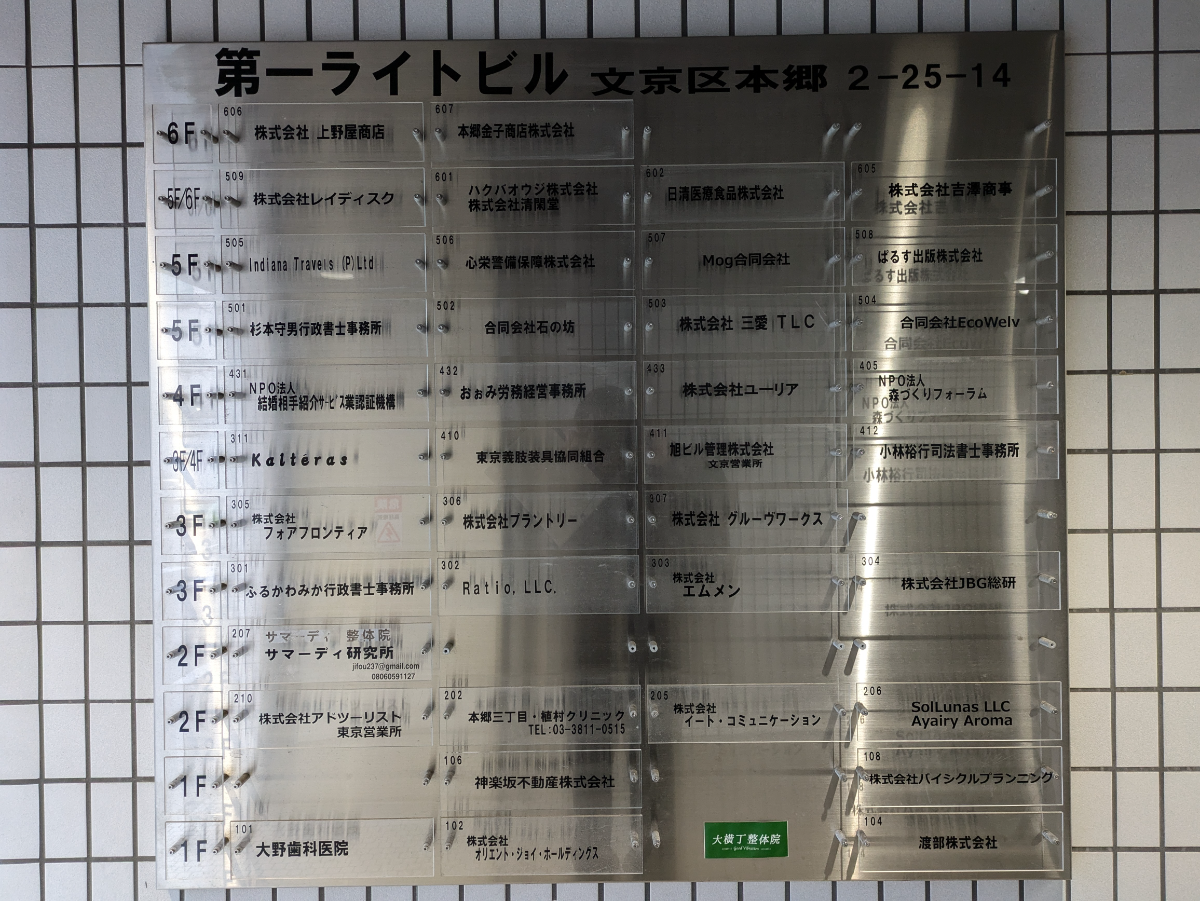 第一ライトビル 文京区本郷 2-25-14
6F
606
株式会社 上野屋商店
607
本郷金子商店株式会社
5F/6F
509
株式会社レイディスク
601
ハクバオウジ株式会社
株式会社清閑堂
602
日清医療食品株式会社
605
株式会社吉澤商事
5F
505
Indiana Travels (P)Ltd
506
心栄警備保障株式会社
507
Mog合同会社
508
ぱるす出版株式会社
5F
501
杉本守男行政書士事務所
502
合同会社石の坊
503
株式会社 三愛 TLC
504
合同会社EcoWelv
4F
431
NPO法人
結婚相手紹介サービス業認証機構
432
おぉみ労務経営事務所
433
株式会社ユーリア
405
NPO法人
森づくりフォーラム
3F/4F
311
Kalteras
410
東京義肢装具協同組合
411
旭ビル管理株式会社
文京営業所
412
小林裕行司法書士事務所
3F
305
株式会社
フォアフロンティア
306
株式会社プラントリー
307
株式会社 グルーヴワークス
3F
301
ふるかわみか行政書士事務所
302
Ratio, LLC.
303
株式会社
エムメン
304
株式会社JBG総研
2F
207
サマーディ 整体院
サマーディ研究所
jifou237@gmail.com
08060591127
2F
210
株式会社アドツーリスト
東京営業所
202
本郷三丁目・植村クリニック
TEL:03-3811-0515
205
株式会社
イート・コミュニケーション
206
SolLunas LLC
Ayairy Aroma
1F
106
神楽坂不動産株式会社
108
株式会社バイシクルプランニング
1F
101
大野歯科医院
102
株式会社
オリエント・ジョイ・ホールディングス
大横丁整体院
104
渡部株式会社